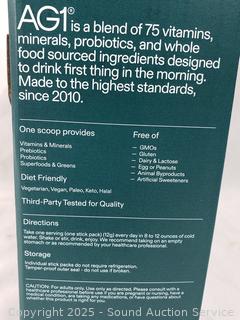 AG1®
is a blend of 75 vitamins,
minerals, probiotics, and whole
food sourced ingredients designed
to drink first thing in the morning.
Made to the highest standards,
since 2010.
One scoop provides
Vitamins & Minerals
Prebiotics
Probiotics
Superfoods & Greens
Free of
— GMOs
— Gluten
— Dairy & Lactose
— Egg or Peanuts
— Animal Byproducts
— Artificial Sweeteners
Diet Friendly
Vegetarian, Vegan, Paleo, Keto, Halal
Third-Party Tested for Quality
Directions
Take one serving (one stick pack) (12g) every day in 8 to 12 ounces of cold
water. Shake or stir, drink, enjoy. We recommend taking on an empty
stomach or as recommended by your healthcare professional.
Storage
Individual stick packs do not require refrigeration.
Tamper-proof outer seal - do not use if broken.
CAUTION: For adults only. Use only as directed. Please consult with a
healthcare professional before use if you are pregnant or nursing, have a
medical condition, are taking any medications, or have questions about
whether this product is right for you.
© 2025 - Sound Auction Service